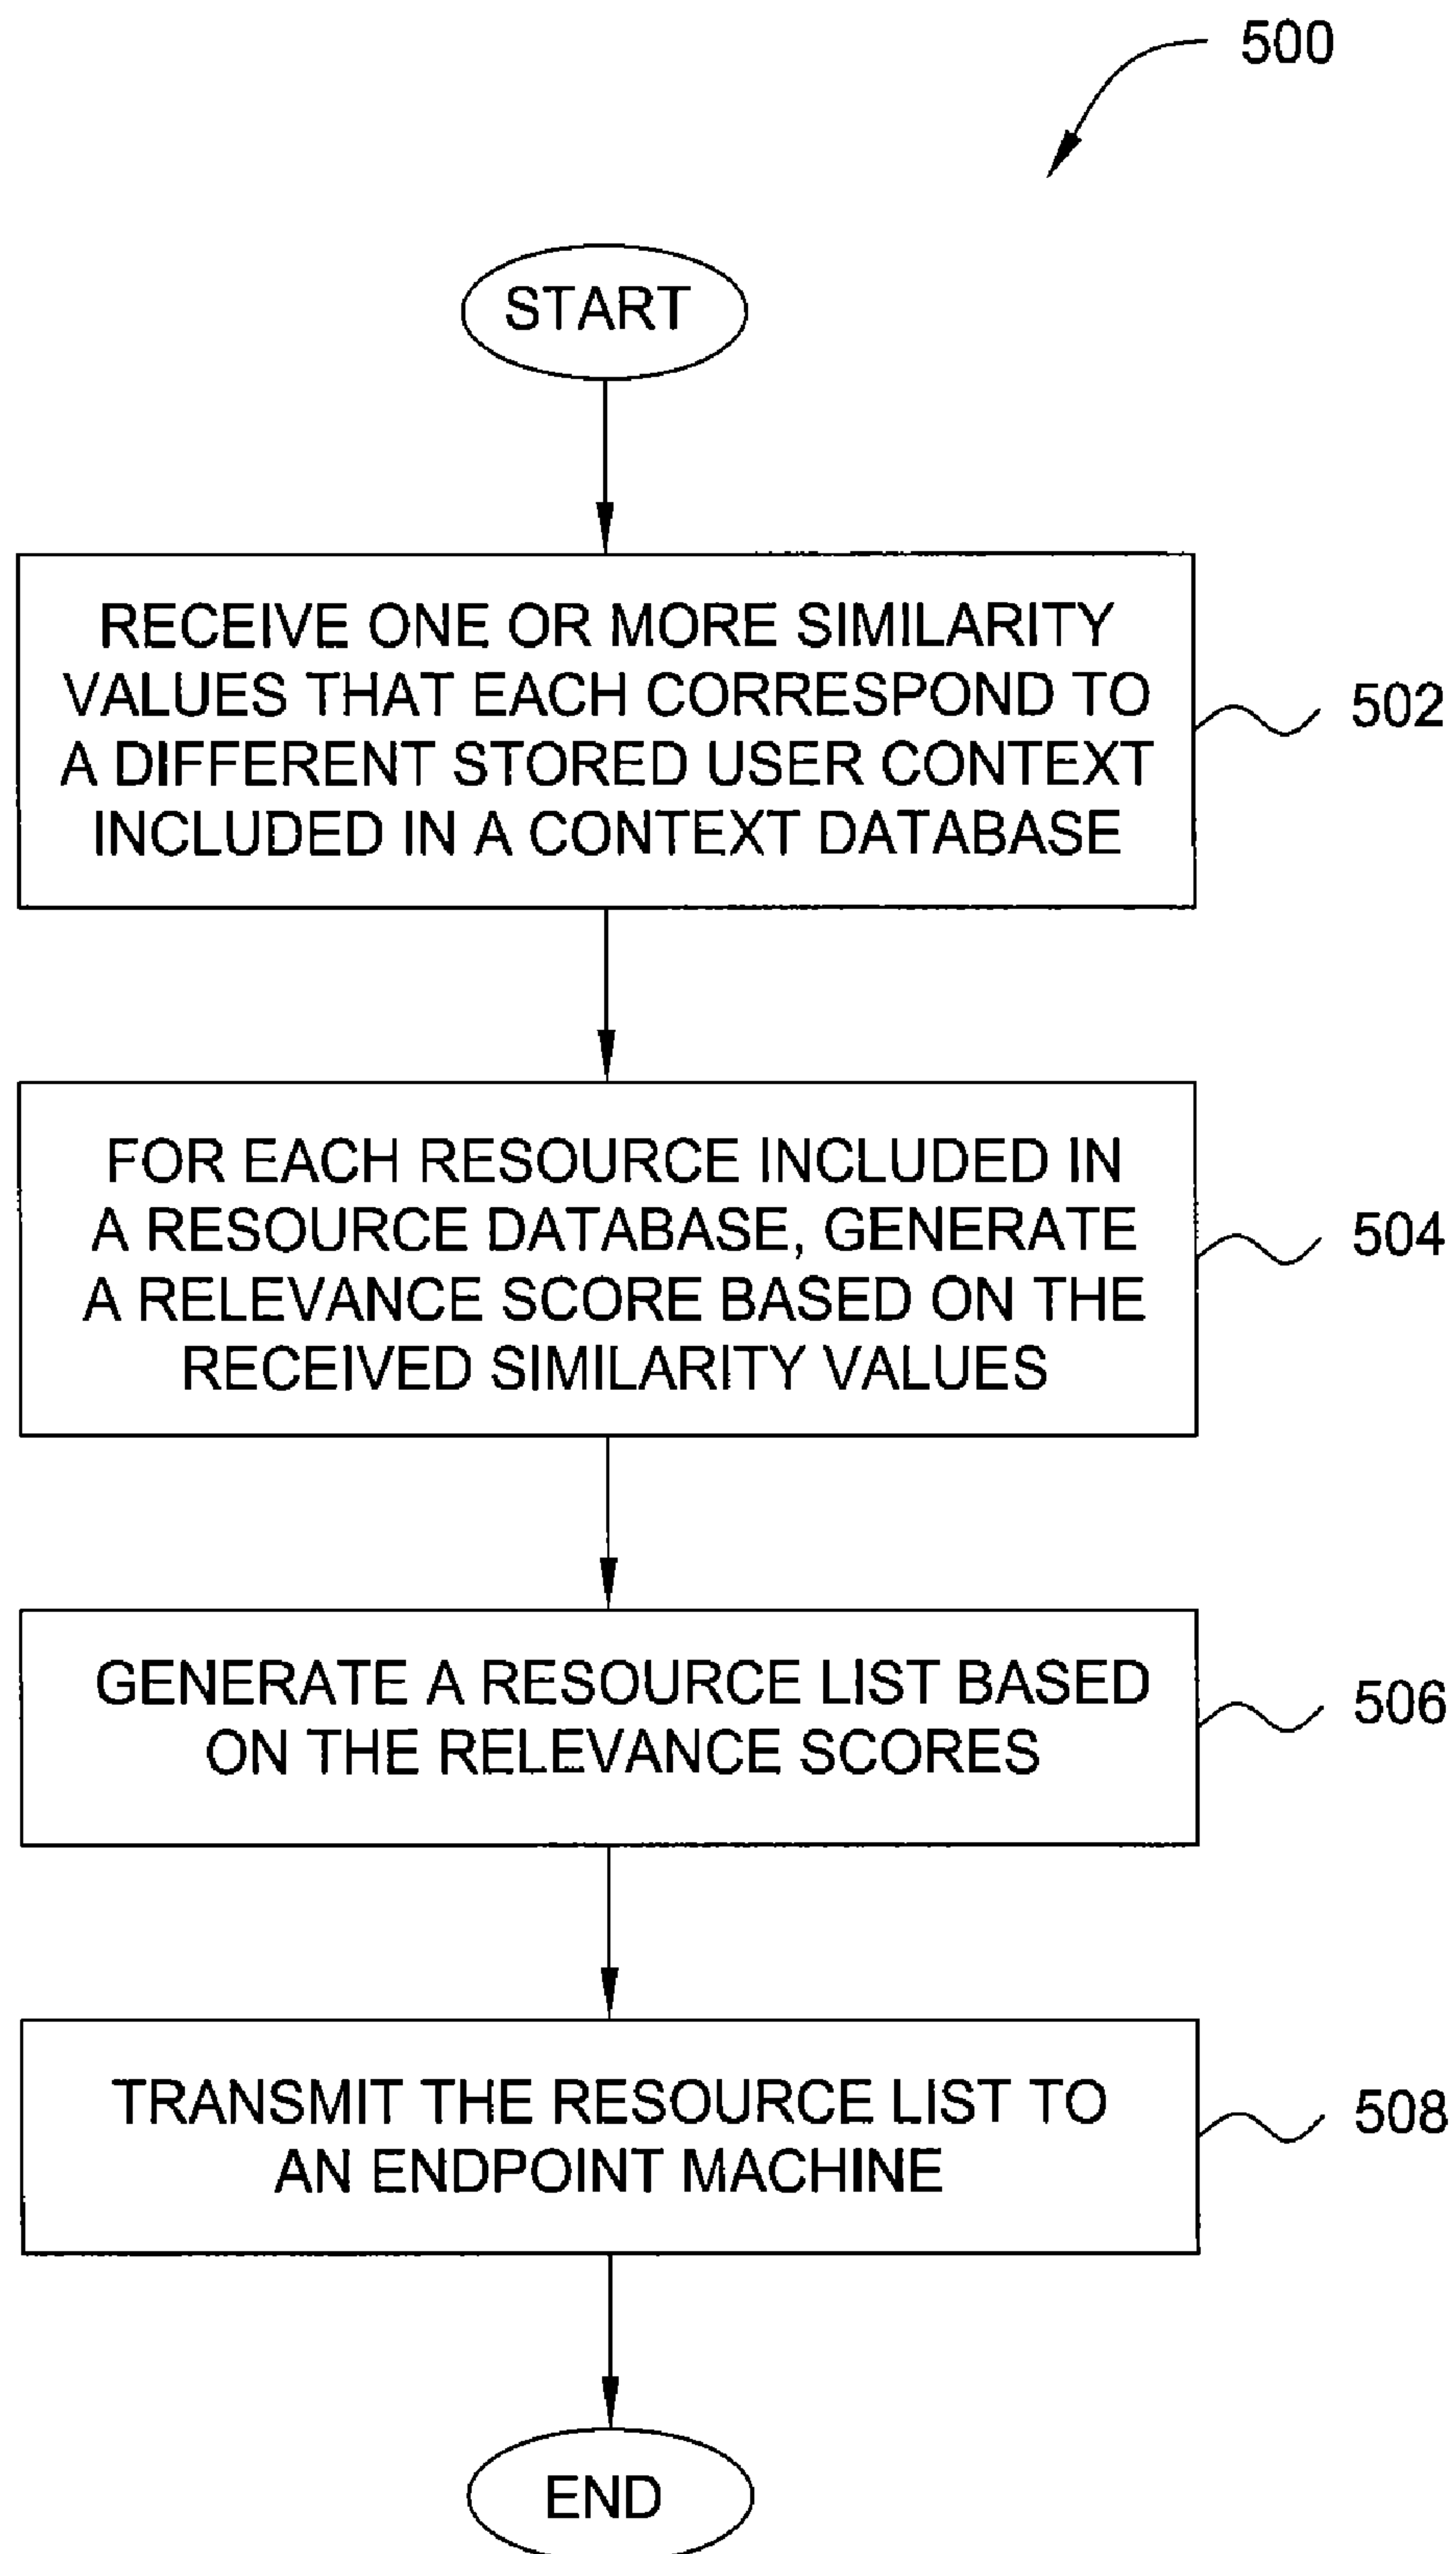 500
START
RECEIVE ONE OR MORE SIMILARITY
VALUES THAT EACH CORRESPOND TO
A DIFFERENT STORED USER CONTEXT
INCLUDED IN A CONTEXT DATABASE
502
FOR EACH RESOURCE INCLUDED IN
A RESOURCE DATABASE, GENERATE
A RELEVANCE SCORE BASED ON THE
RECEIVED SIMILARITY VALUES
504
GENERATE A RESOURCE LIST BASED
ON THE RELEVANCE SCORES
506
TRANSMIT THE RESOURCE LIST TO
AN ENDPOINT MACHINE
508
END